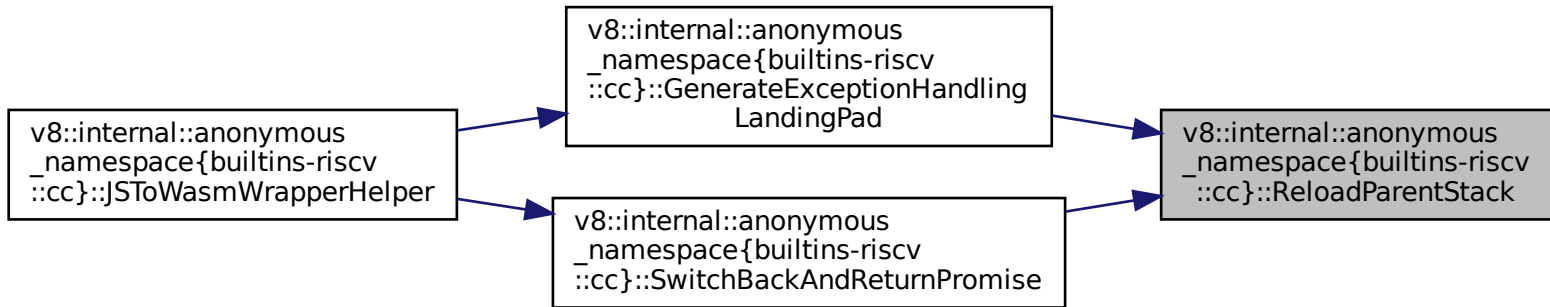 v8::internal::anonymous
_namespace{builtins-riscv
::cc}::JSToWasmWrapperHelper
v8::internal::anonymous
_namespace{builtins-riscv
::cc}::GenerateExceptionHandling
LandingPad
v8::internal::anonymous
_namespace{builtins-riscv
::cc}::SwitchBackAndReturnPromise
v8::internal::anonymous
_namespace{builtins-riscv
::cc}::ReloadParentStack